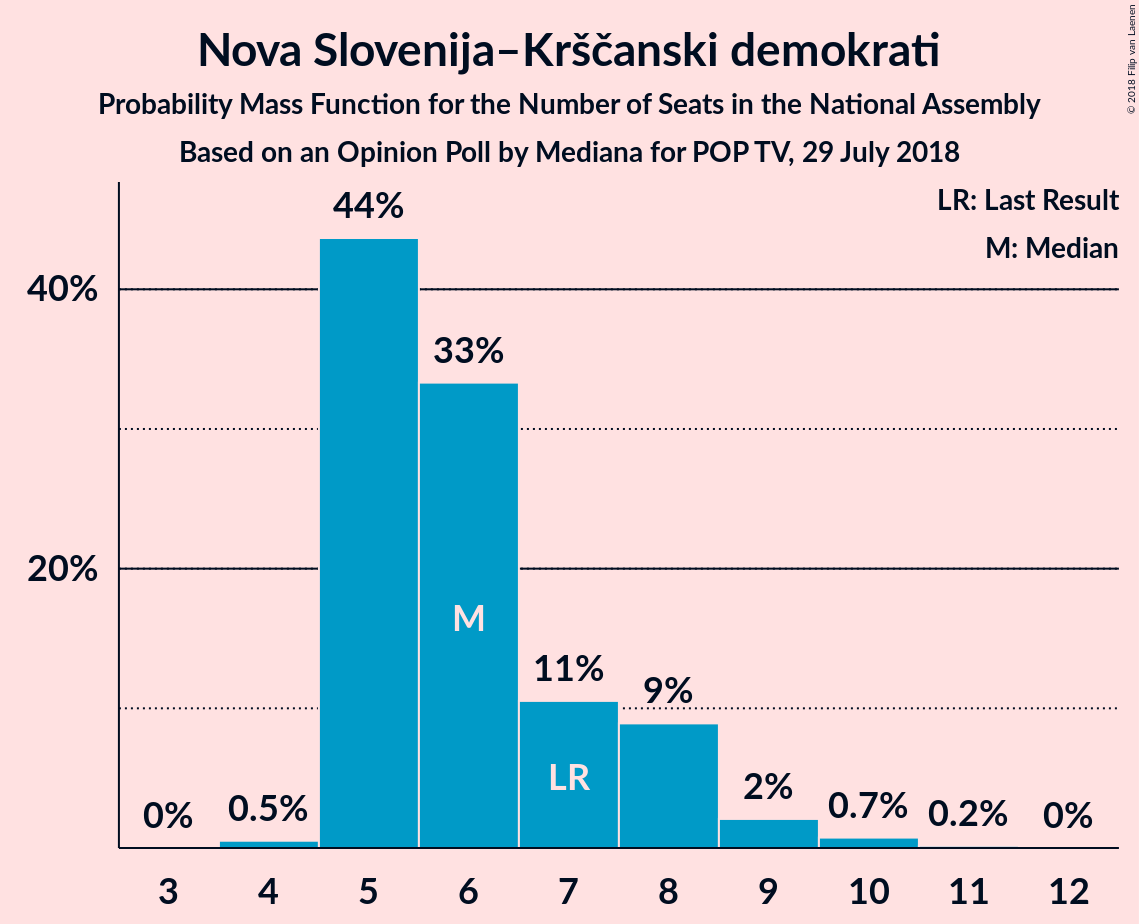 Nova Slovenija–Krščanski demokrati
Probability Mass Function for the Number of Seats in the National Assembly
Based on an Opinion Poll by Mediana for POP TV, 29 July 2018
© 2018 Filip van Laenen
LR: Last Result
M: Median
44%
40%
33%
20%
M
11%
9%
LR
2%
0%
0.5%
0.7%
0.2%
0%
3 4 5 6 7 8 9 10 11 12